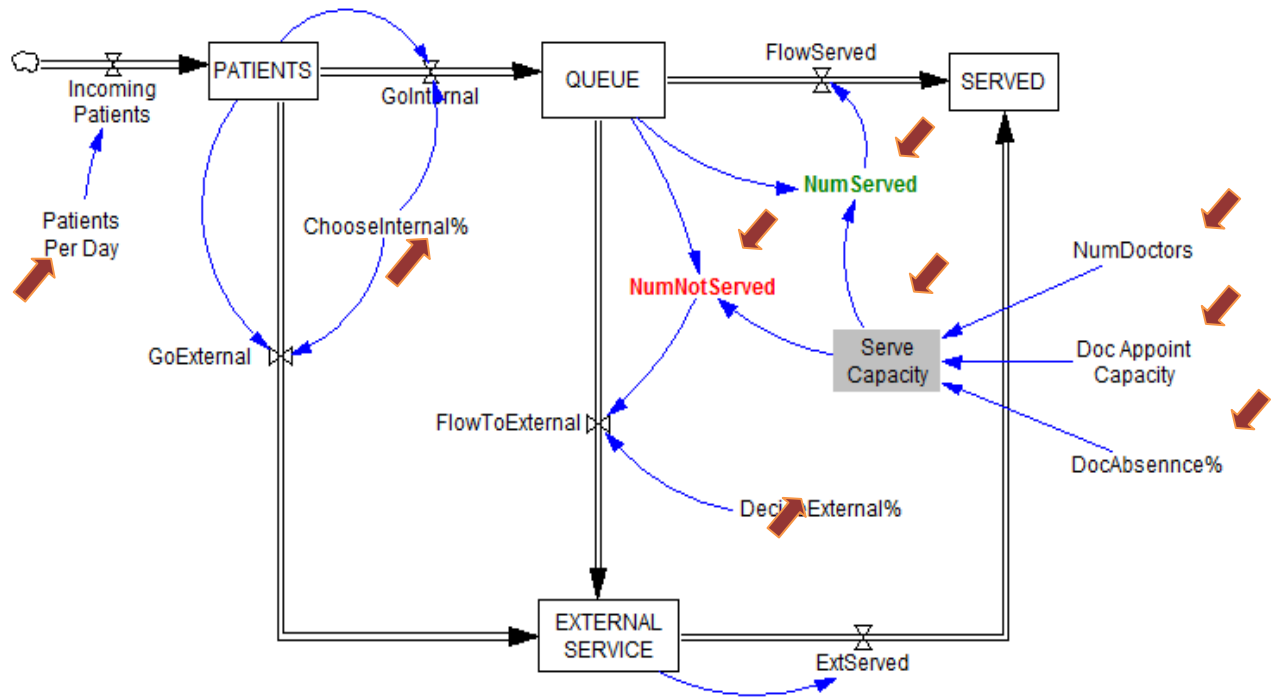 PATIENTS
QUEUE
FlowServed
SERVED
Incoming
Patients
GoInternal
NumServed
Patients
Per Day
ChooseInternal%
NumDoctors
NumNotServed
GoExternal
Serve
Capacity
Doc Appoint
Capacity
FlowToExternal
DocAbsennce%
DecideExternal%
EXTERNAL
SERVICE
ExtServed